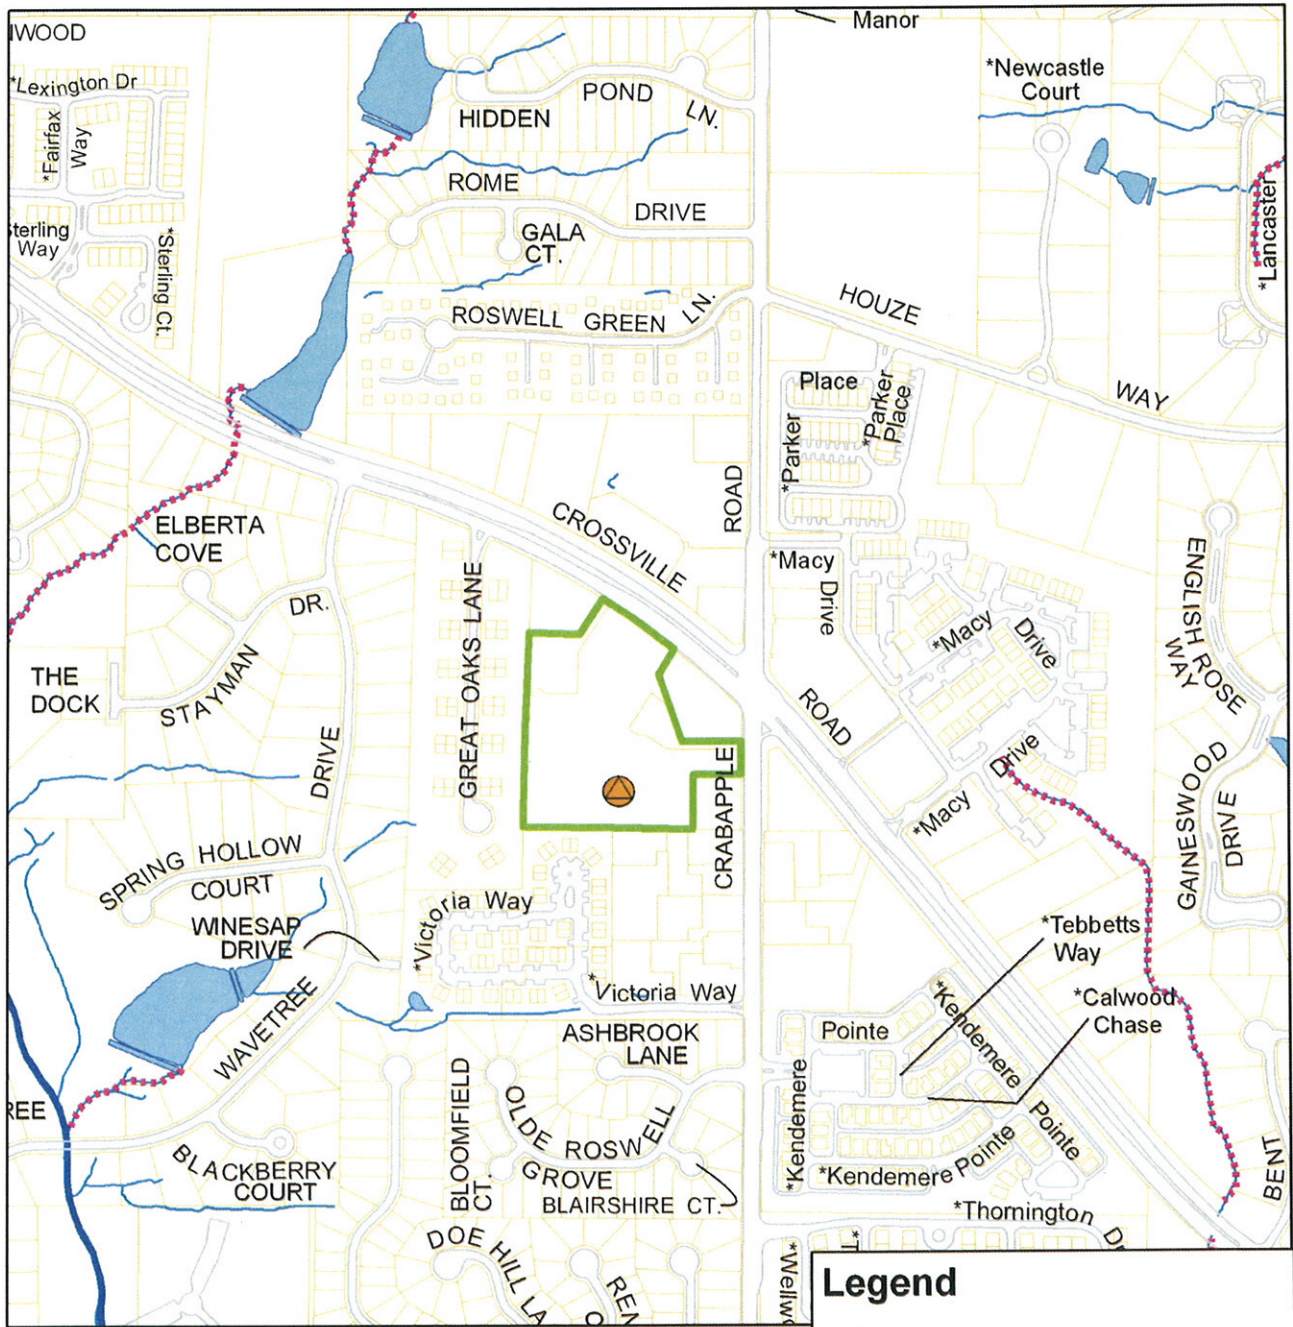 Manor
*Lexington Dr
*Fairfax
Way
*Newcastle
Court
HIDDEN POND LN.
ROME DRIVE
GALA
CT.
Way
*Sterling Ct.
*Lancaster
ROSWELL GREEN LN.
HOUZE WAY
Place
*Parker
Place
*Parker
ROAD
CROSSVILLE
ROAD
ELBERTA
COVE
*Macy
Drive
*Macy Drive
ENGLISH ROSE
WAY
DR.
STAYMAN
THE
DOCK
GREAT OAKS LANE
DRIVE
CRABAPPLE
Drive
*Macy
GAINESWOOD
DRIVE
SPRING HOLLOW
COURT
WINESAP
DRIVE
*Victoria Way
*Victoria Way
*Tebbetts
Way
*Calwood
Chase
WAVETREE
ASHBROOK
LANE
Pointe
*Kendemere
*Kendemere
Pointe
*Kendemere Pointe
BLOOMFIELD
CT.
OLDE ROSWELL
GROVE
BLAIRSHIRE CT.
BLACKBERRY
COURT
BENT
*Thornington
DOE HILL
Legend